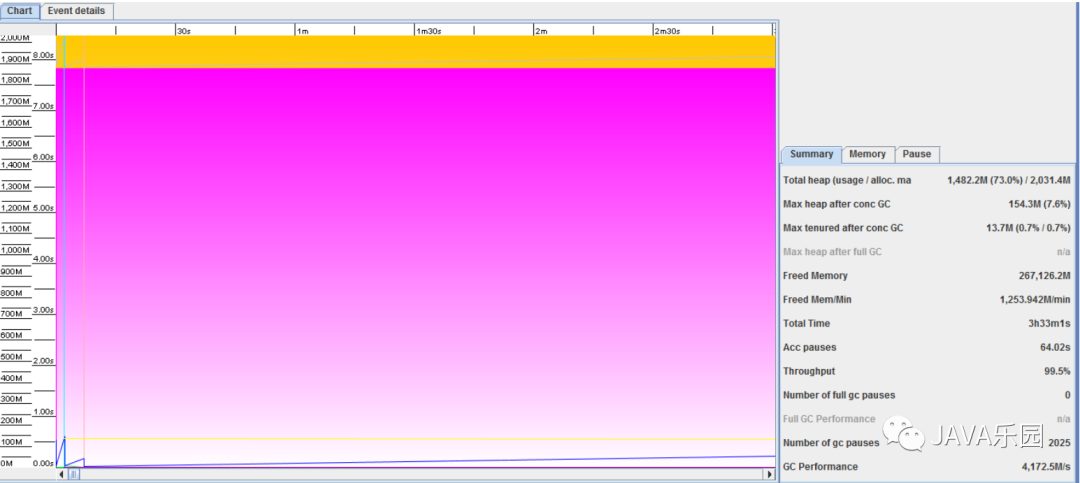 Chart Event details
30s 1m 1m30s 2m 2m30s
2,000M
1,900M 8.00s
1,800M
1,700M 7.00s
1,600M
1,500M
1,400M 6.00s
1,300M
1,200M 5.00s
1,100M
1,000M 4.00s
900M
800M
700M 3.00s
600M
500M 2.00s
400M
300M
200M 1.00s
100M
0M 0.00s
Summary Memory Pause
Total heap (usage / alloc. ma 1,482.2M (73.0%) / 2,031.4M
Max heap after conc GC 154.3M (7.6%)
Max tenured after conc GC 13.7M (0.7% / 0.7%)
Max heap after full GC n/a
Freed Memory 267,126.2M
Freed Mem/Min 1,253.942M/min
Total Time 3h33m1s
Acc pauses 64.02s
Throughput 99.5%
Number of full gc pauses 0
Full GC Performance n/a
Number of gc pauses 2025
GC Performance 4,172.5M/s
JAVA乐园